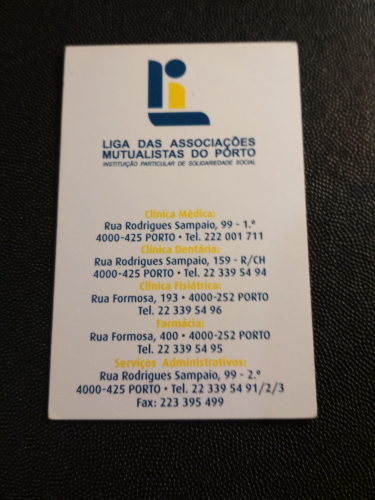 LIGA DAS ASSOCIAÇÕES
MUTUALISTAS DO PORTO
INSTITUIÇÃO PARTICULAR DE SOLIDARIEDADE SOCIAL
Clínica Médica:
Rua Rodrigues Sampaio, 99 - 1.º
4000-425 PORTO • Tel. 222 001 711
Clínica Dentária:
Rua Rodrigues Sampaio, 159 - R/CH
4000-425 PORTO • Tel. 22 339 54 94
Clínica Fisiátrica:
Rua Formosa, 193 • 4000-252 PORTO
Tel. 22 339 54 96
Farmácia:
Rua Formosa, 400 • 4000-252 PORTO
Tel. 22 339 54 95
Serviços Administrativos:
Rua Rodrigues Sampaio, 99 - 2.º
4000-425 PORTO • Tel. 22 339 54 91/2/3
Fax: 223 395 499